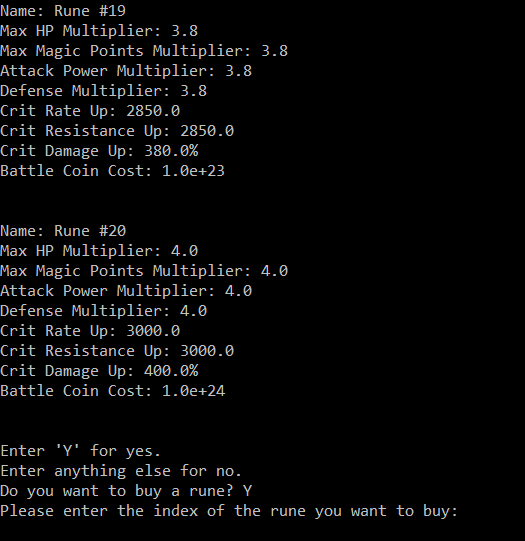 Name: Rune #19
Max HP Multiplier: 3.8
Max Magic Points Multiplier: 3.8
Attack Power Multiplier: 3.8
Defense Multiplier: 3.8
Crit Rate Up: 2850.0
Crit Resistance Up: 2850.0
Crit Damage Up: 380.0%
Battle Coin Cost: 1.0e+23
Name: Rune #20
Max HP Multiplier: 4.0
Max Magic Points Multiplier: 4.0
Attack Power Multiplier: 4.0
Defense Multiplier: 4.0
Crit Rate Up: 3000.0
Crit Resistance Up: 3000.0
Crit Damage Up: 400.0%
Battle Coin Cost: 1.0e+24
Enter 'Y' for yes.
Enter anything else for no.
Do you want to buy a rune? Y
Please enter the index of the rune you want to buy: